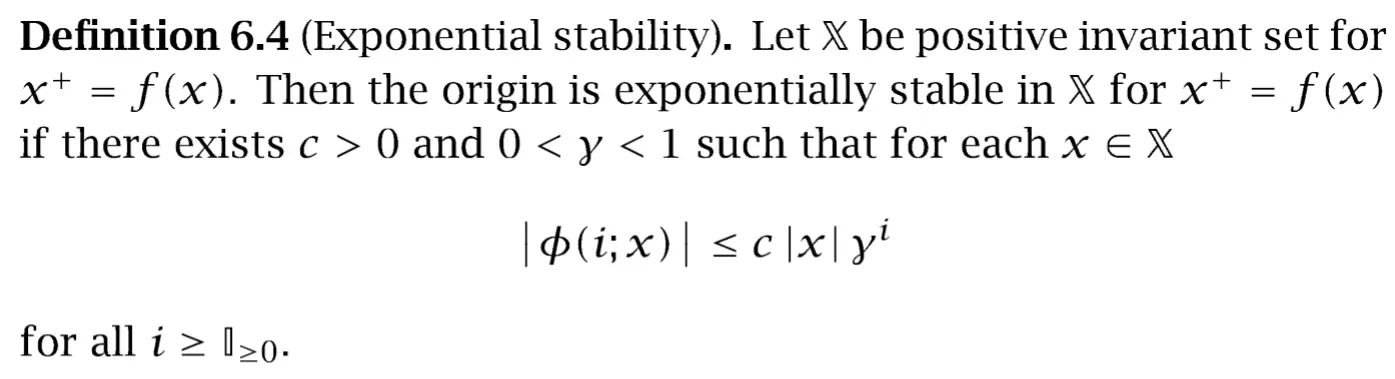 Definition 6.4 (Exponential stability). Let 𝕏 be positive invariant set for
x⁺ = f(x). Then the origin is exponentially stable in 𝕏 for x⁺ = f(x)
if there exists c > 0 and 0 < γ < 1 such that for each x ∈ 𝕏
|ϕ(i; x)| ≤ c |x| γⁱ
for all i ≥ 𝕀≥0.